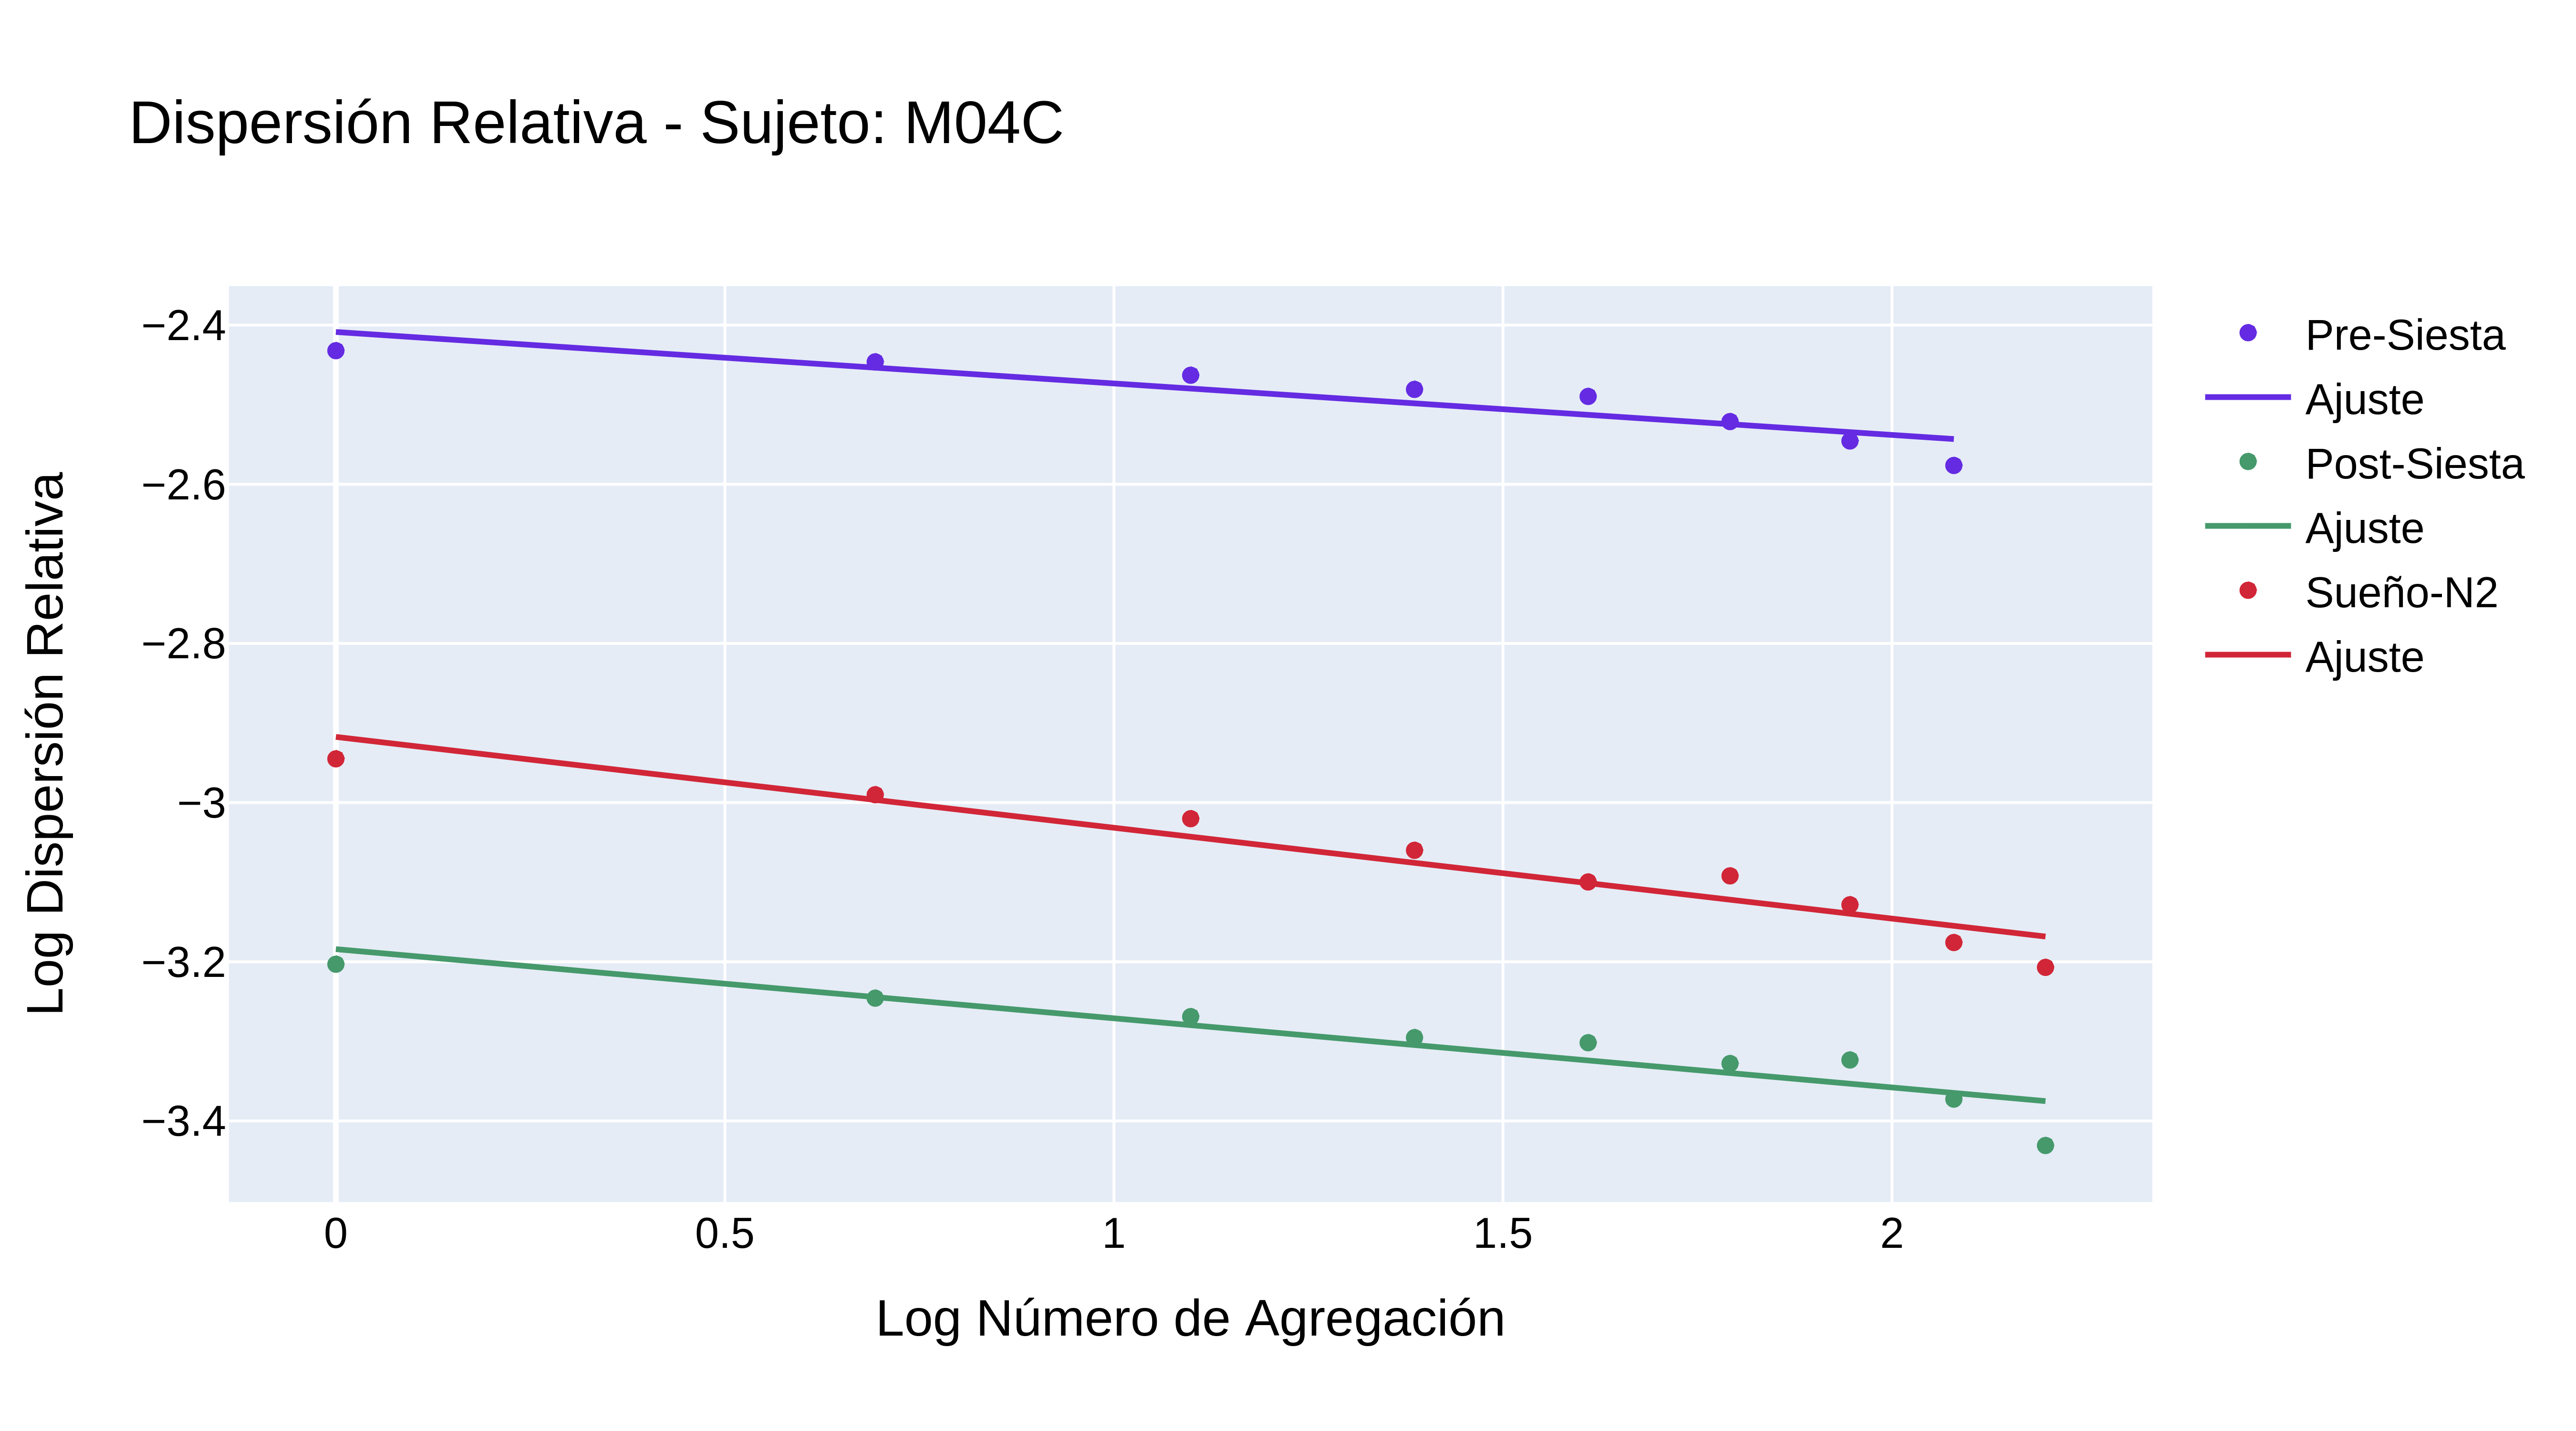 Dispersión Relativa - Sujeto: M04C
Log Dispersión Relativa
−2.4
−2.6
−2.8
−3
−3.2
−3.4
0
0.5
1
1.5
2
Log Número de Agregación
Pre-Siesta
Ajuste
Post-Siesta
Ajuste
Sueño-N2
Ajuste